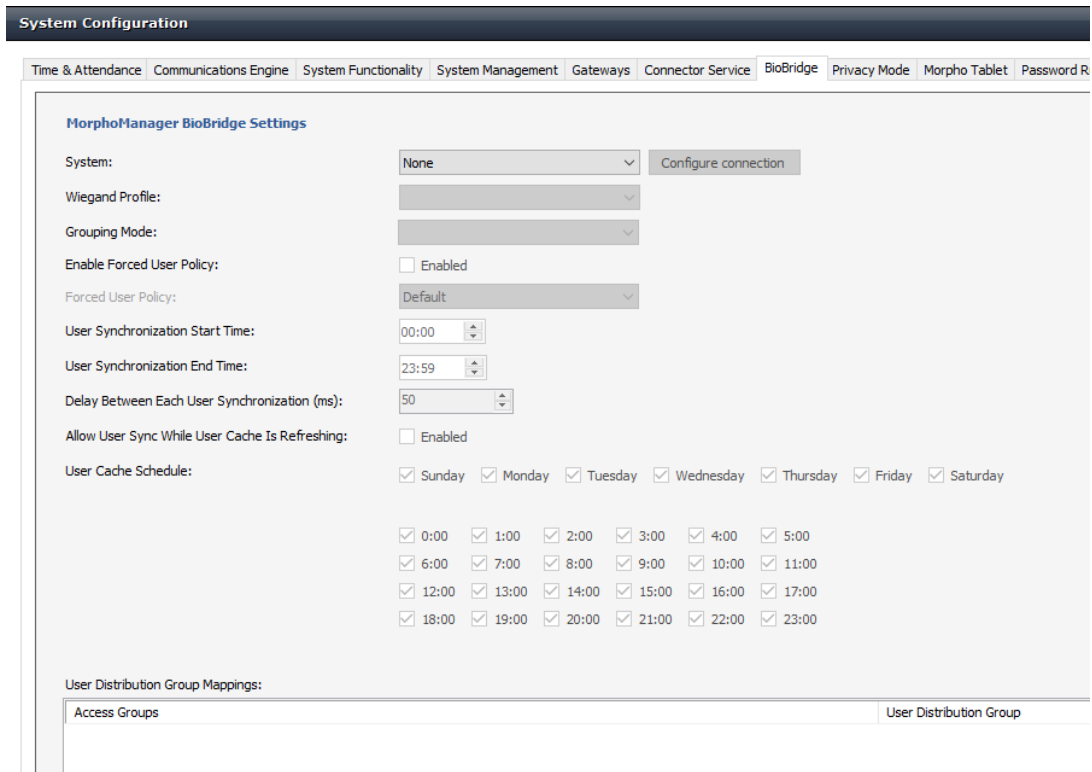 System Configuration
Time & Attendance Communications Engine System Functionality System Management Gateways Connector Service BioBridge Privacy Mode Morpho Tablet Password R
MorphoManager BioBridge Settings
System: None Configure connection
Wiegand Profile:
Grouping Mode:
Enable Forced User Policy: Enabled
Forced User Policy: Default
User Synchronization Start Time: 00:00
User Synchronization End Time: 23:59
Delay Between Each User Synchronization (ms): 50
Allow User Sync While User Cache Is Refreshing: Enabled
User Cache Schedule: Sunday Monday Tuesday Wednesday Thursday Friday Saturday
0:00 1:00 2:00 3:00 4:00 5:00
6:00 7:00 8:00 9:00 10:00 11:00
12:00 13:00 14:00 15:00 16:00 17:00
18:00 19:00 20:00 21:00 22:00 23:00
User Distribution Group Mappings:
Access Groups User Distribution Group